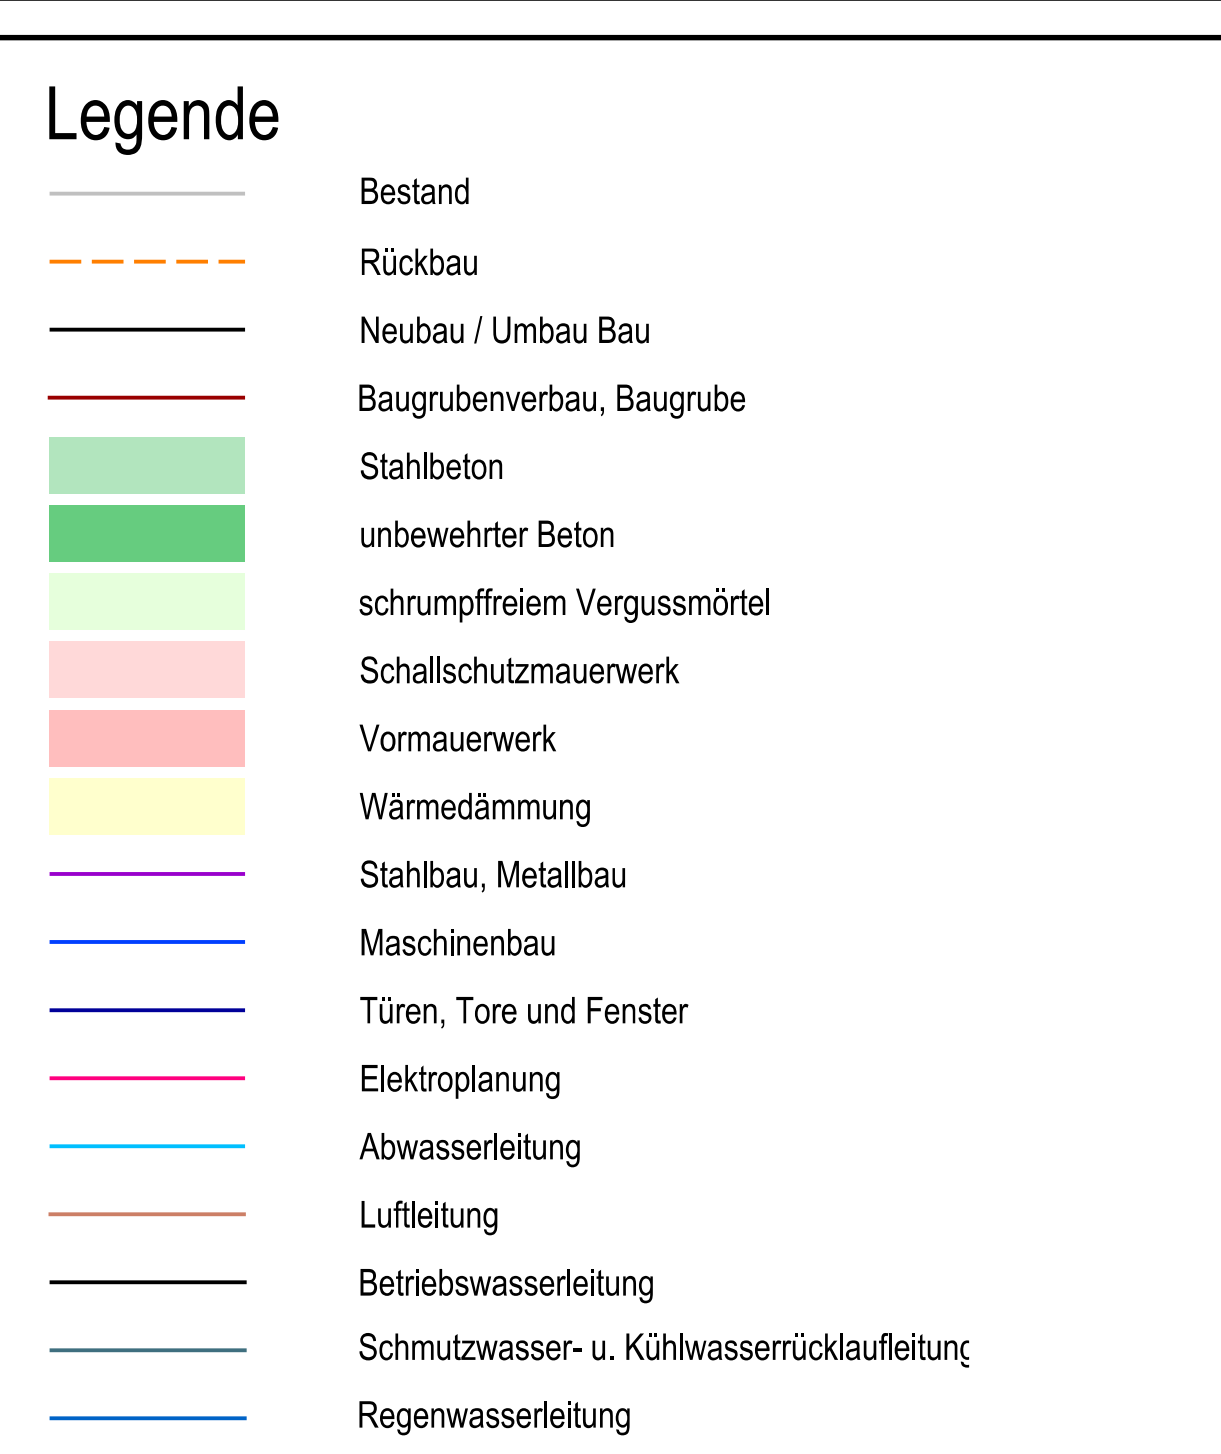 Legende
Bestand
Rückbau
Neubau / Umbau Bau
Baugrubenverbau, Baugrube
Stahlbeton
unbewehrter Beton
schrumpffreiem Vergussmörtel
Schallschutzmauerwerk
Vormauerwerk
Wärmedämmung
Stahlbau, Metallbau
Maschinenbau
Türen, Tore und Fenster
Elektroplanung
Abwasserleitung
Luftleitung
Betriebswasserleitung
Schmutzwasser- u. Kühlwasserrücklaufleitung
Regenwasserleitung